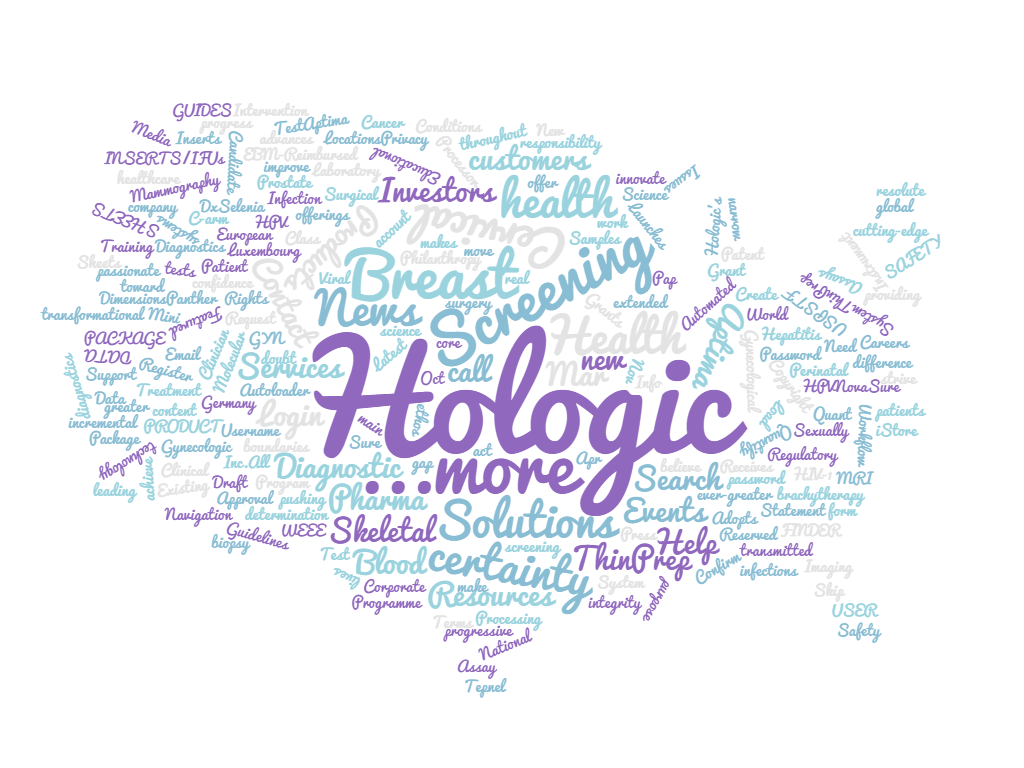 GUIDES Intervention
Media
Inserts
progress
TestAptima
Cancer
Conditions
New
advances
LocationsPrivacy
throughout
responsibility
INSERTS/IFUs
Candidate
EBM-Reimbursed
Educational
Processing
customers
healthcare
improve
Laboratory
Issues
Mammography
Prostate
Investors
health
offer
innovate
Science
resolute
company
DxSelenia
Infection
Surgical
global
SHEETS
systems
C-arm
HPV
offerings
Products
account
Cervical
work
launches
Hologic's
narrow
cutting-edge
Training
Diagnostics
European
Class
makes
move
Samples
SAFETY
Sheets
Luxembourg
Philanthropy
Patent
passionate
tests
Patient
confidence
Contact
Viral
Breast
real
Screening
Pap
Grant
Assays
providing
toward
DimensionsPanther
Rights
News
surgery
Grants
extended
Automated
Create
USGSTF
SystemThinPrep
transformational
Mini
Featured
Request
science
World
PACKAGE
GYN
latest
core
Health
Aptima
Gynecological
Hepatitis
DATA
Email
Clinician
Molecular
doubt
new
Password
Need
Careers
Support
Register
Services
Oct
call
Mar
Now
Info
Copyright
Perinatal
difference
diagnostics
Treatment
Autoloader
Hologic
HPVNovaSure
strive
Data
greater
content
Germany
Login
main
Lead
Quant
Workflow
patients
incremental
PRODUCT
Username
Sexually
iStore
Package
Gynecologic
boundaries
Sure
act
Quantify
Regulatory
technology
achieve
Clinical
Inc.All
Diagnostic
gap
...more
Apr
believe
Receives
HIV-1
MRI
leading
Existing
Draft
Program
Search
password
Approval
pushing
Pharma
ever-greater
brachytherapy
Navigation
determination
Solutions
Events
Adopts
Statement
form
Guidelines
WEEE
Skeletal
Press
Help
Reserved
FINDER
biopsy
Test
Blood
certainty
screening
ThinPrep
transmitted
lives
System
Confirm
infections
Imaging
Corporate
make
Resources
integrity
purpose
Skip
Programme
USER
Terms
Processing
Safety
progressive
National
Assay
Tepnel